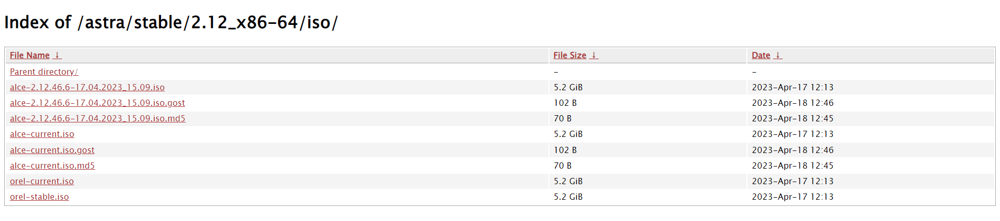 Index of /astra/stable/2.12_x86-64/iso/
File Name ↓ File Size ↓ Date ↓
Parent directory/ - -
alce-2.12.46.6-17.04.2023_15.09.iso 5.2 GiB 2023-Apr-17 12:13
alce-2.12.46.6-17.04.2023_15.09.iso.gost 102 B 2023-Apr-18 12:46
alce-2.12.46.6-17.04.2023_15.09.iso.md5 70 B 2023-Apr-18 12:45
alce-current.iso 5.2 GiB 2023-Apr-17 12:13
alce-current.iso.gost 102 B 2023-Apr-18 12:46
alce-current.iso.md5 70 B 2023-Apr-18 12:45
orel-current.iso 5.2 GiB 2023-Apr-17 12:13
orel-stable.iso 5.2 GiB 2023-Apr-17 12:13